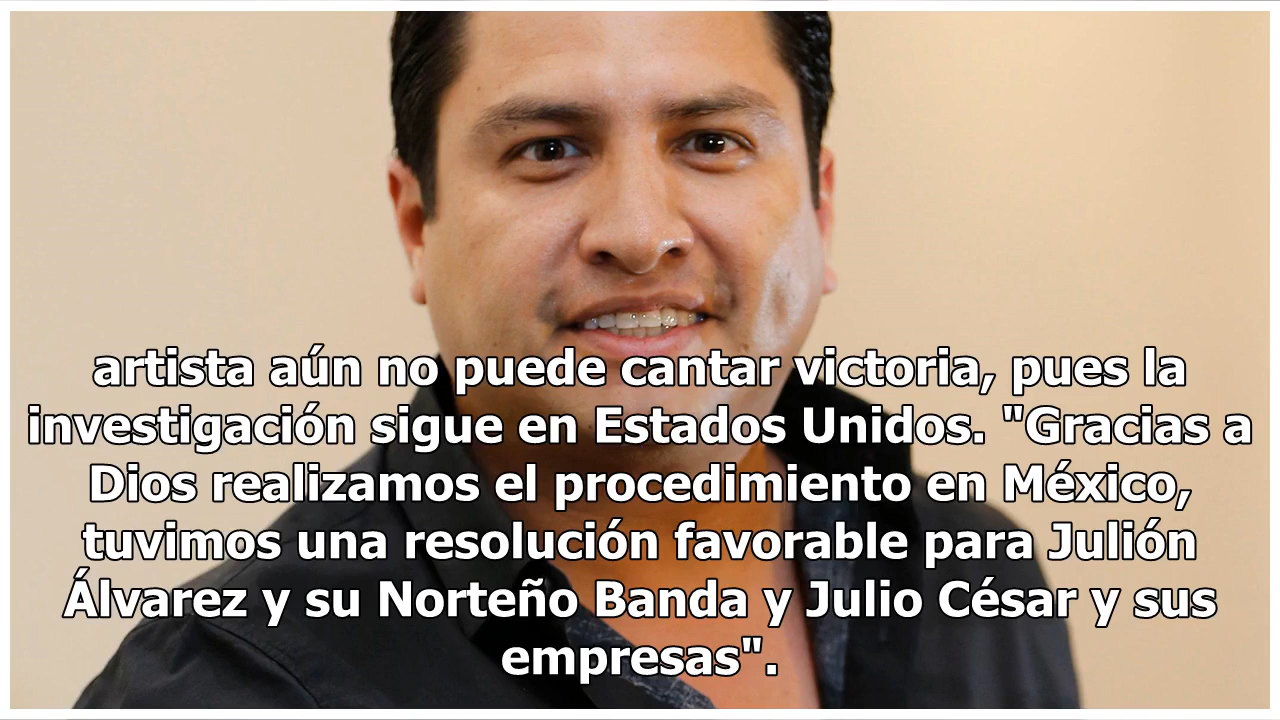 artista aún no puede cantar victoria, pues la
investigación sigue en Estados Unidos. "Gracias a
Dios realizamos el procedimiento en México,
tuvimos una resolución favorable para Julión
Álvarez y su Norteño Banda y Julio César y sus
empresas".